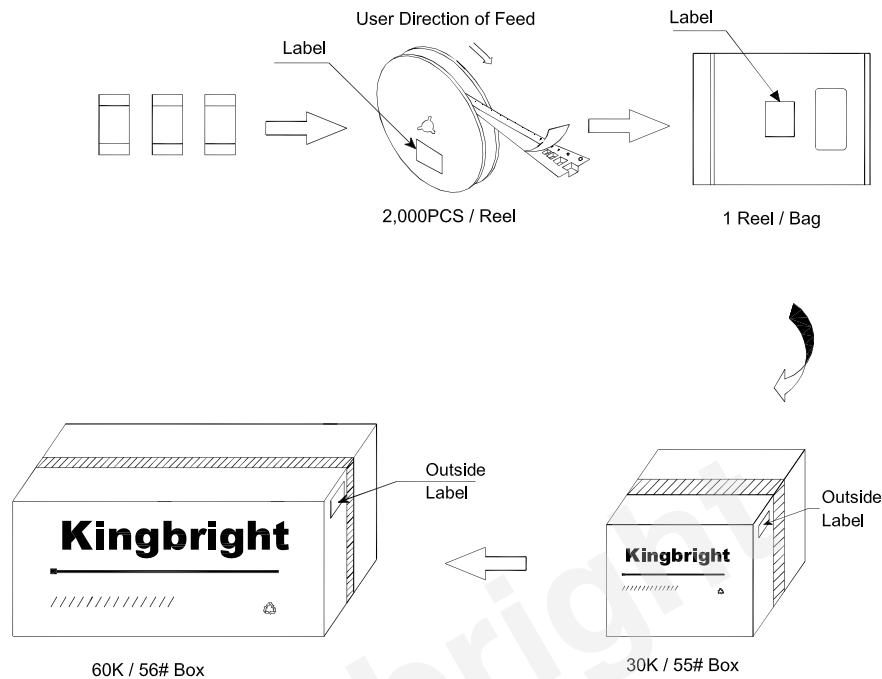 User Direction of Feed
Label
Label
2,000PCS / Reel
1 Reel / Bag
Outside
Label
Kingbright
60K / 56# Box
Outside
Label
Kingbright
30K / 55# Box
bright